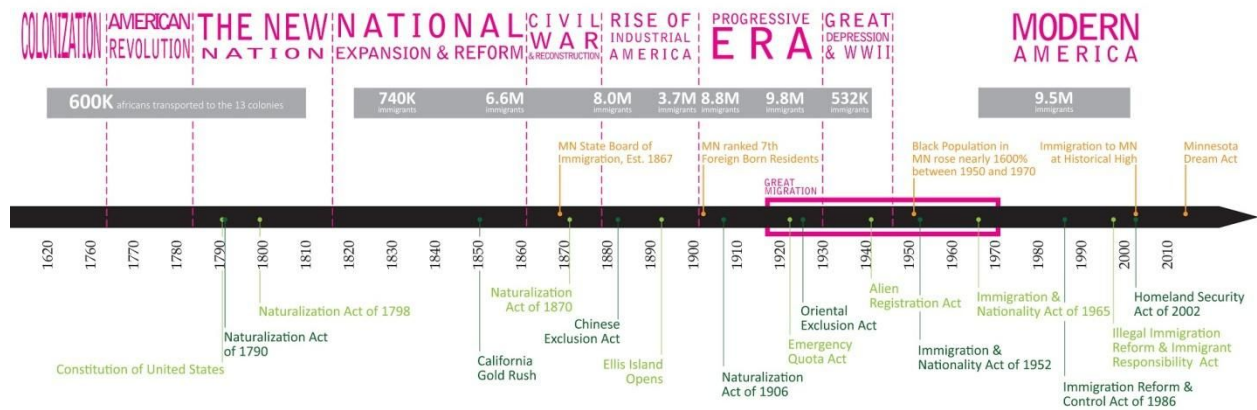 COLONIZATION
AMERICAN
REVOLUTION
THE NEW
NATION
NATIONAL
EXPANSION & REFORM
CIVIL
WAR
& RECONSTRUCTION
RISE OF
INDUSTRIAL
AMERICA
PROGRESSIVE
ERA
GREAT
DEPRESSION
& WWII
MODERN
AMERICA
600K africans transported to the 13 colonies
740K
immigrants
6.6M
immigrants
8.0M
immigrants
3.7M
immigrants
8.8M
immigrants
9.8M
immigrants
532K
immigrants
9.5M
immigrants
MN State Board of
Immigration, Est. 1867
MN ranked 7th
Foreign Born Residents
Black Population in
MN rose nearly 1600%
between 1950 and 1970
Immigration to MN
at Historical High
Minnesota
Dream Act
GREAT
MIGRATION
1620
1760
1770
1780
1790
1800
1810
1820
1830
1840
1850
1860
1870
1880
1890
1900
1910
1920
1930
1940
1950
1960
1970
1980
1990
2000
2010
Constitution of United States
Naturalization Act
of 1790
Naturalization Act of 1798
California
Gold Rush
Naturalization
Act of 1870
Chinese
Exclusion Act
Ellis Island
Opens
Naturalization
Act of 1906
Emergency
Quota Act
Oriental
Exclusion Act
Alien
Registration Act
Immigration &
Nationality Act of 1952
Immigration &
Nationality Act of 1965
Immigration Reform &
Control Act of 1986
Illegal Immigration
Reform & Immigrant
Responsibility Act
Homeland Security
Act of 2002